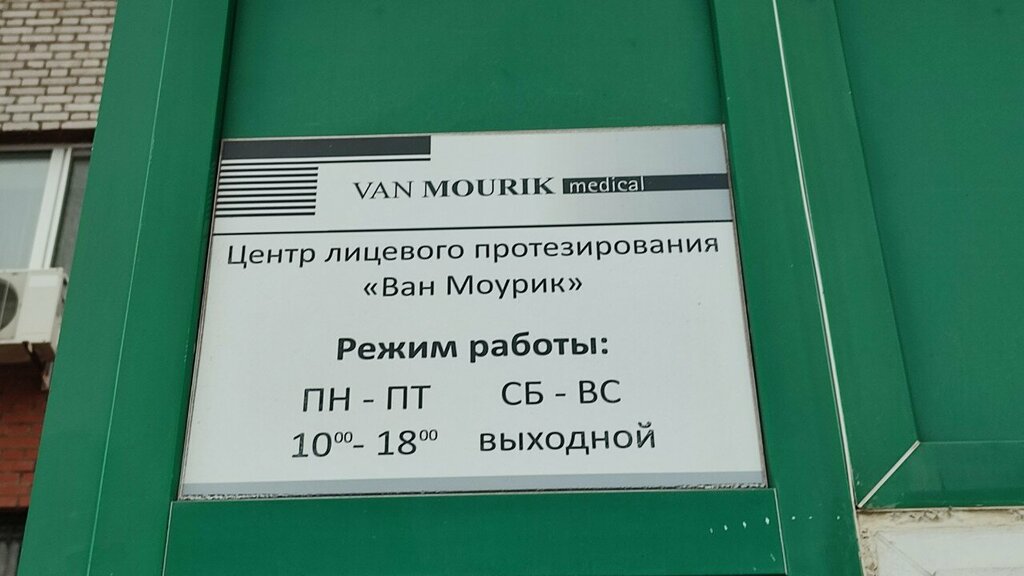 VAN MOURIK medical
Центр лицевого протезирования
«Ван Моурик»
Режим работы:
ПН - ПТ СБ - ВС
10⁰⁰- 18⁰⁰ выходной